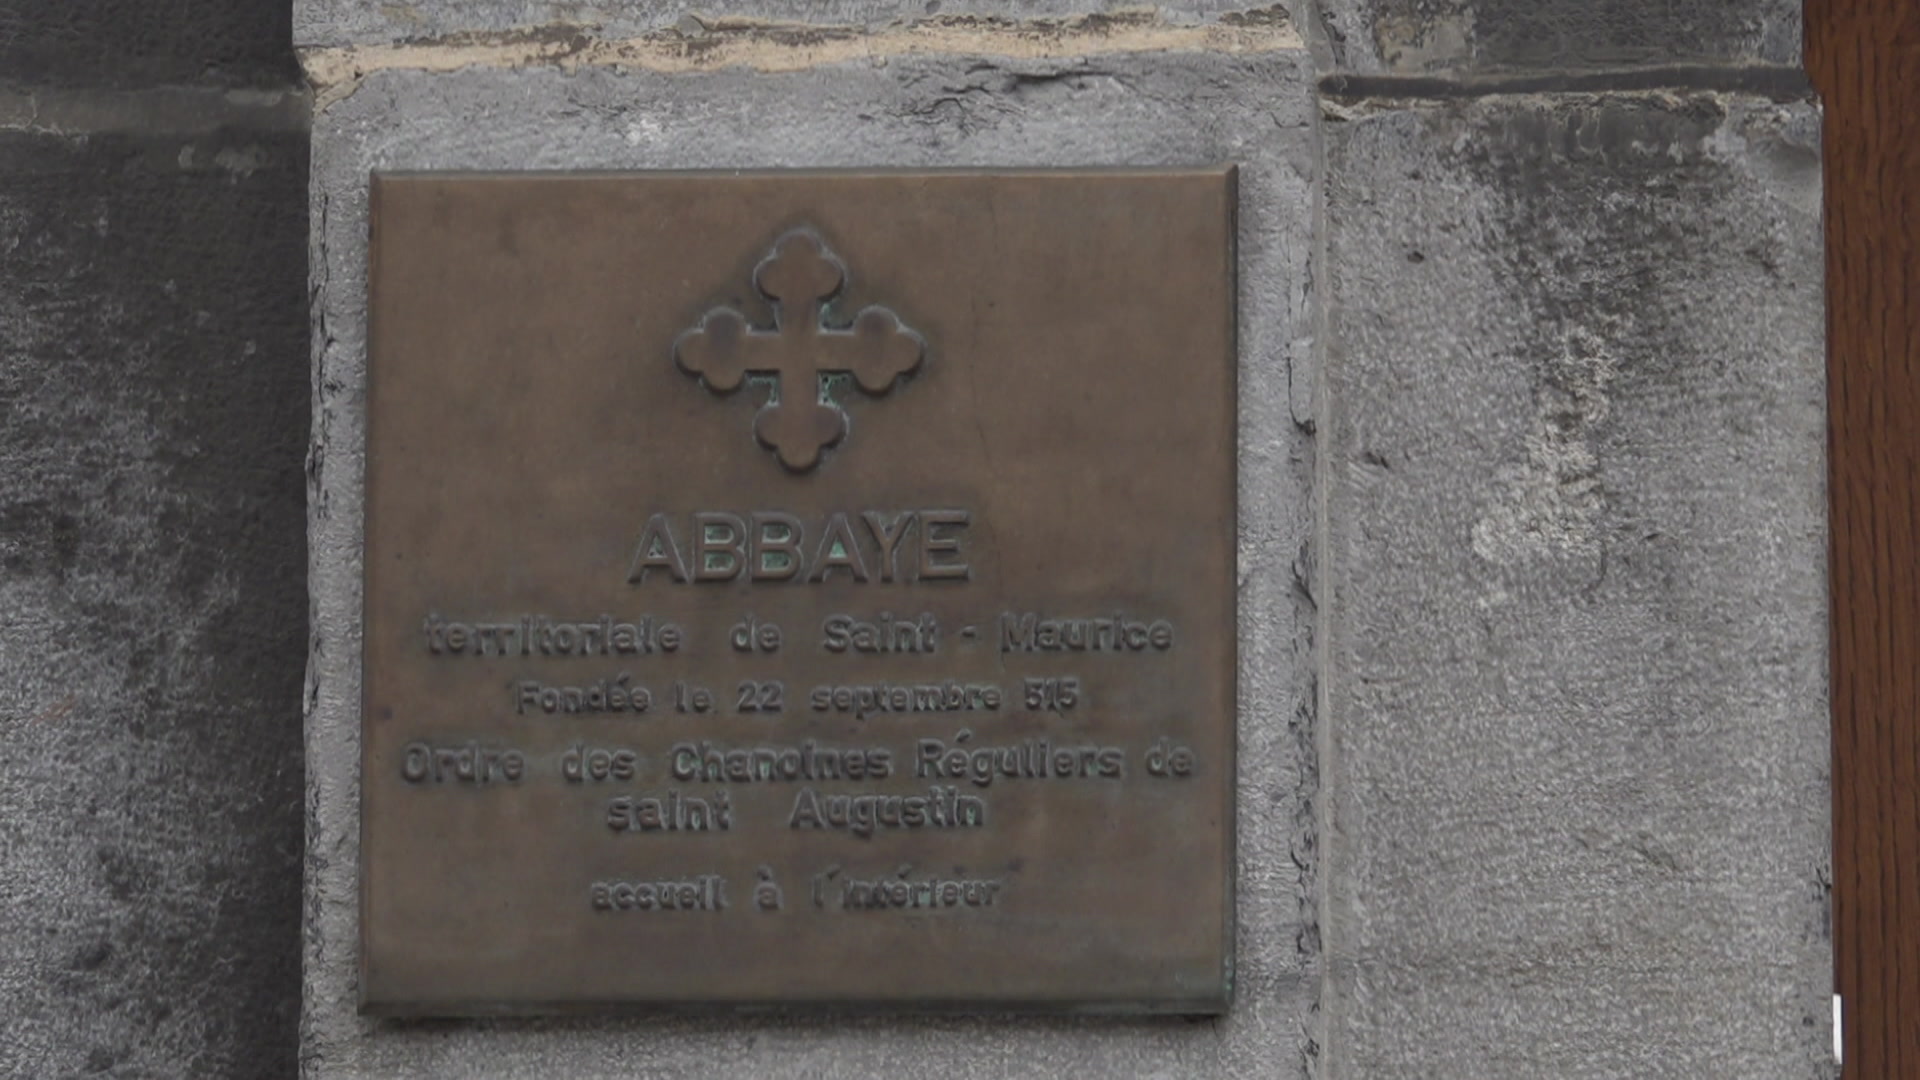 ABBAYE
territoriale de Saint - Maurice
Fondée le 22 septembre 515
Ordre des Chanoines Réguliers de
saint Augustin
accueil à l'intérieur